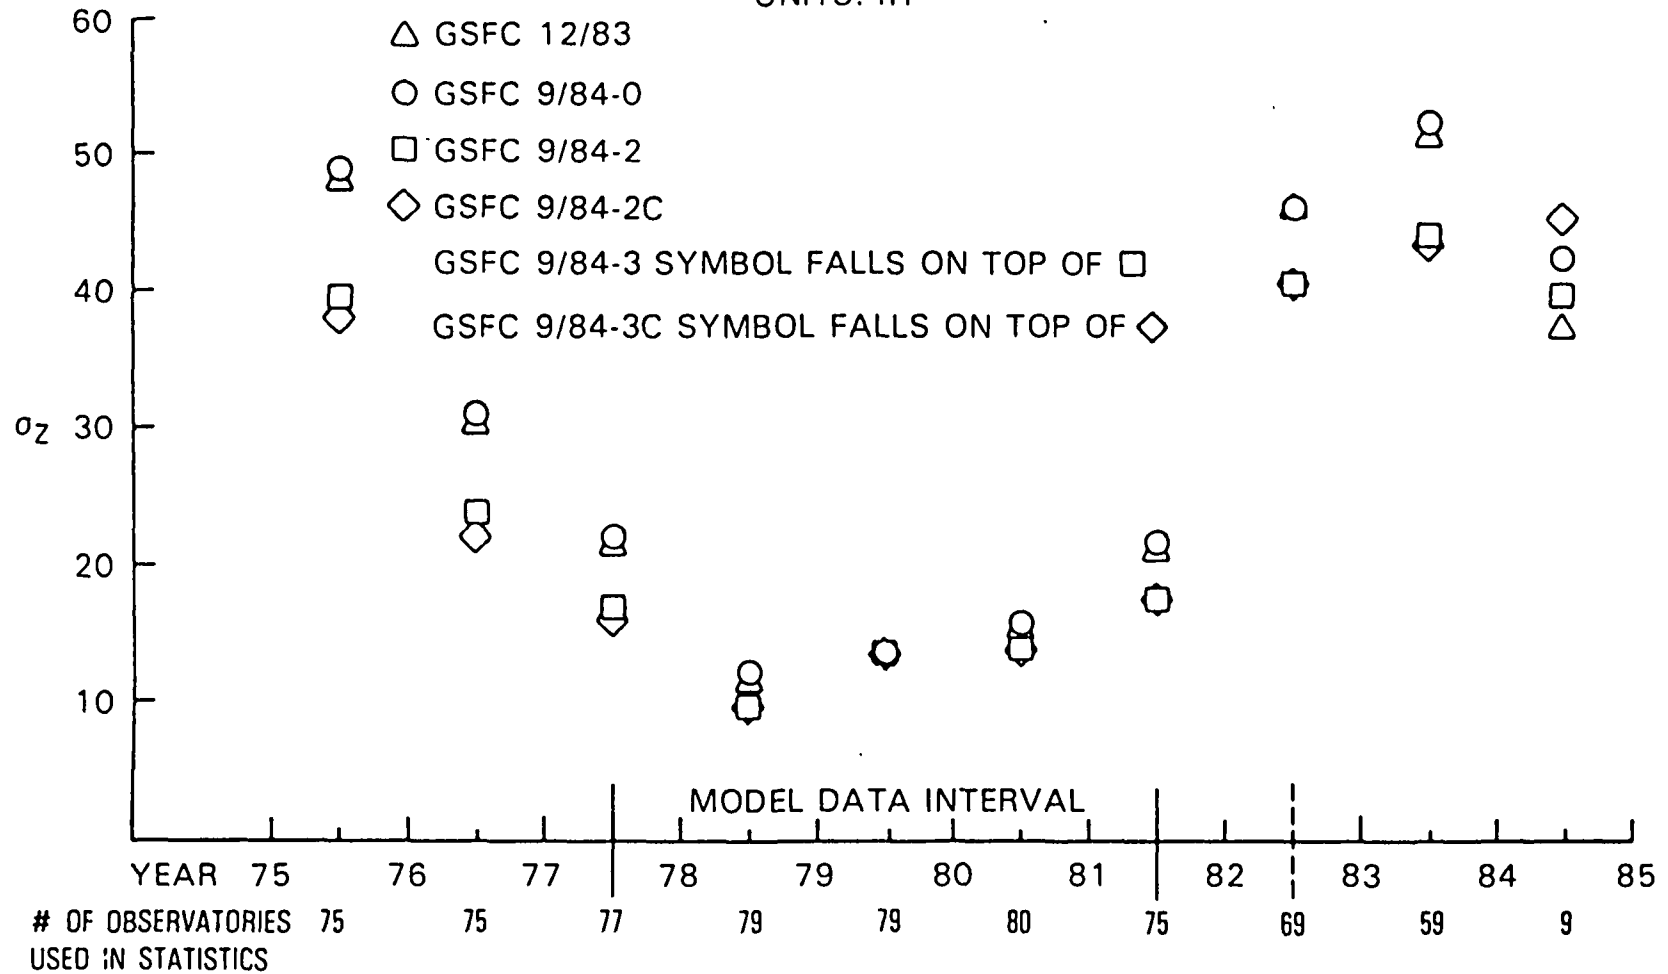 60
△ GSFC 12/83
○ GSFC 9/84-0
50
□ GSFC 9/84-2
◇ GSFC 9/84-2C
GSFC 9/84-3 SYMBOL FALLS ON TOP OF □
40
GSFC 9/84-3C SYMBOL FALLS ON TOP OF ◇
σZ 30
20
10
MODEL DATA INTERVAL
YEAR 75 76 77 78 79 80 81 82 83 84 85
# OF OBSERVATORIES 75 75 77 79 79 80 75 69 59 9
USED IN STATISTICS